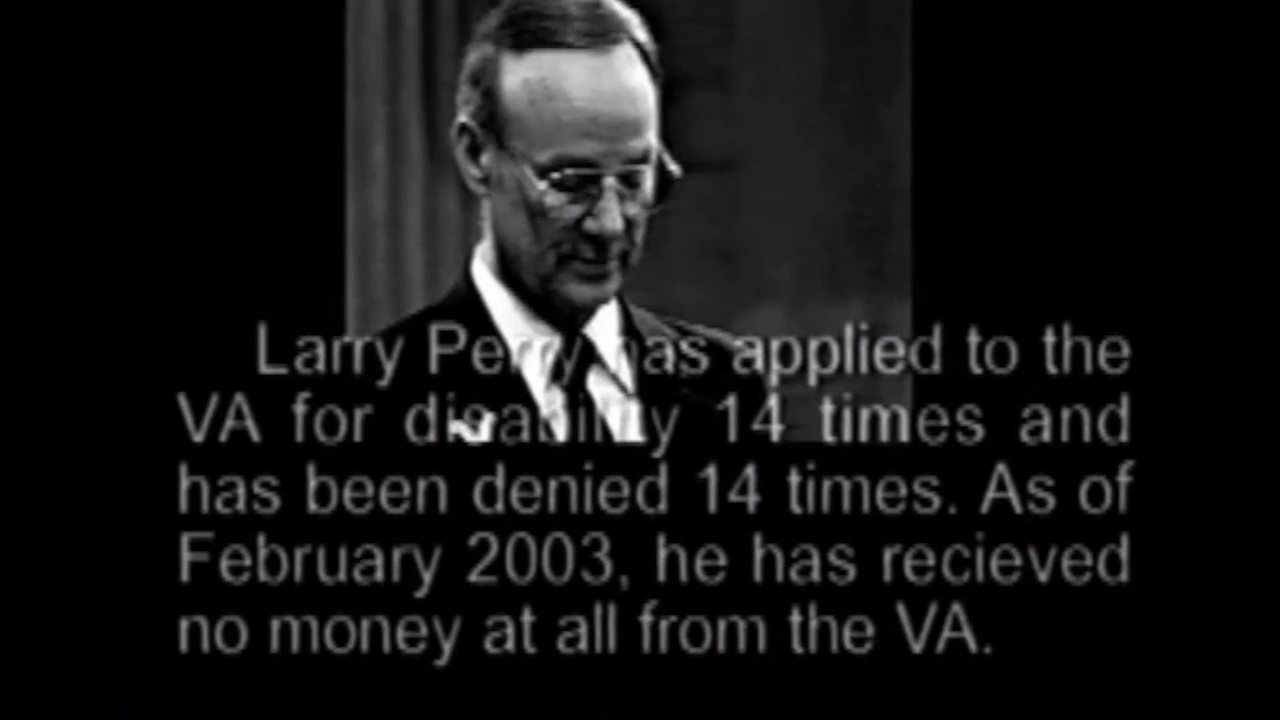 Larry Perry has applied to the
VA for disability 14 times and
has been denied 14 times. As of
February 2003, he has recieved
no money at all from the VA.